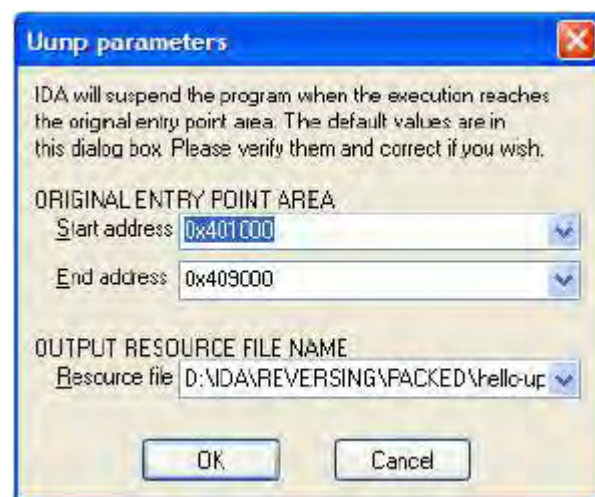 Uunp parameters
IDA will suspend the program when the execution reaches
the original entry point area. The default values are in
this dialog box. Please verify them and correct if you wish.
ORIGINAL ENTRY POINT AREA
Start address 0x401000
End address 0x409000
OUTPUT RESOURCE FILE NAME
Resource file D:\IDA\REVERSING\PACKED\hello-up
OK Cancel